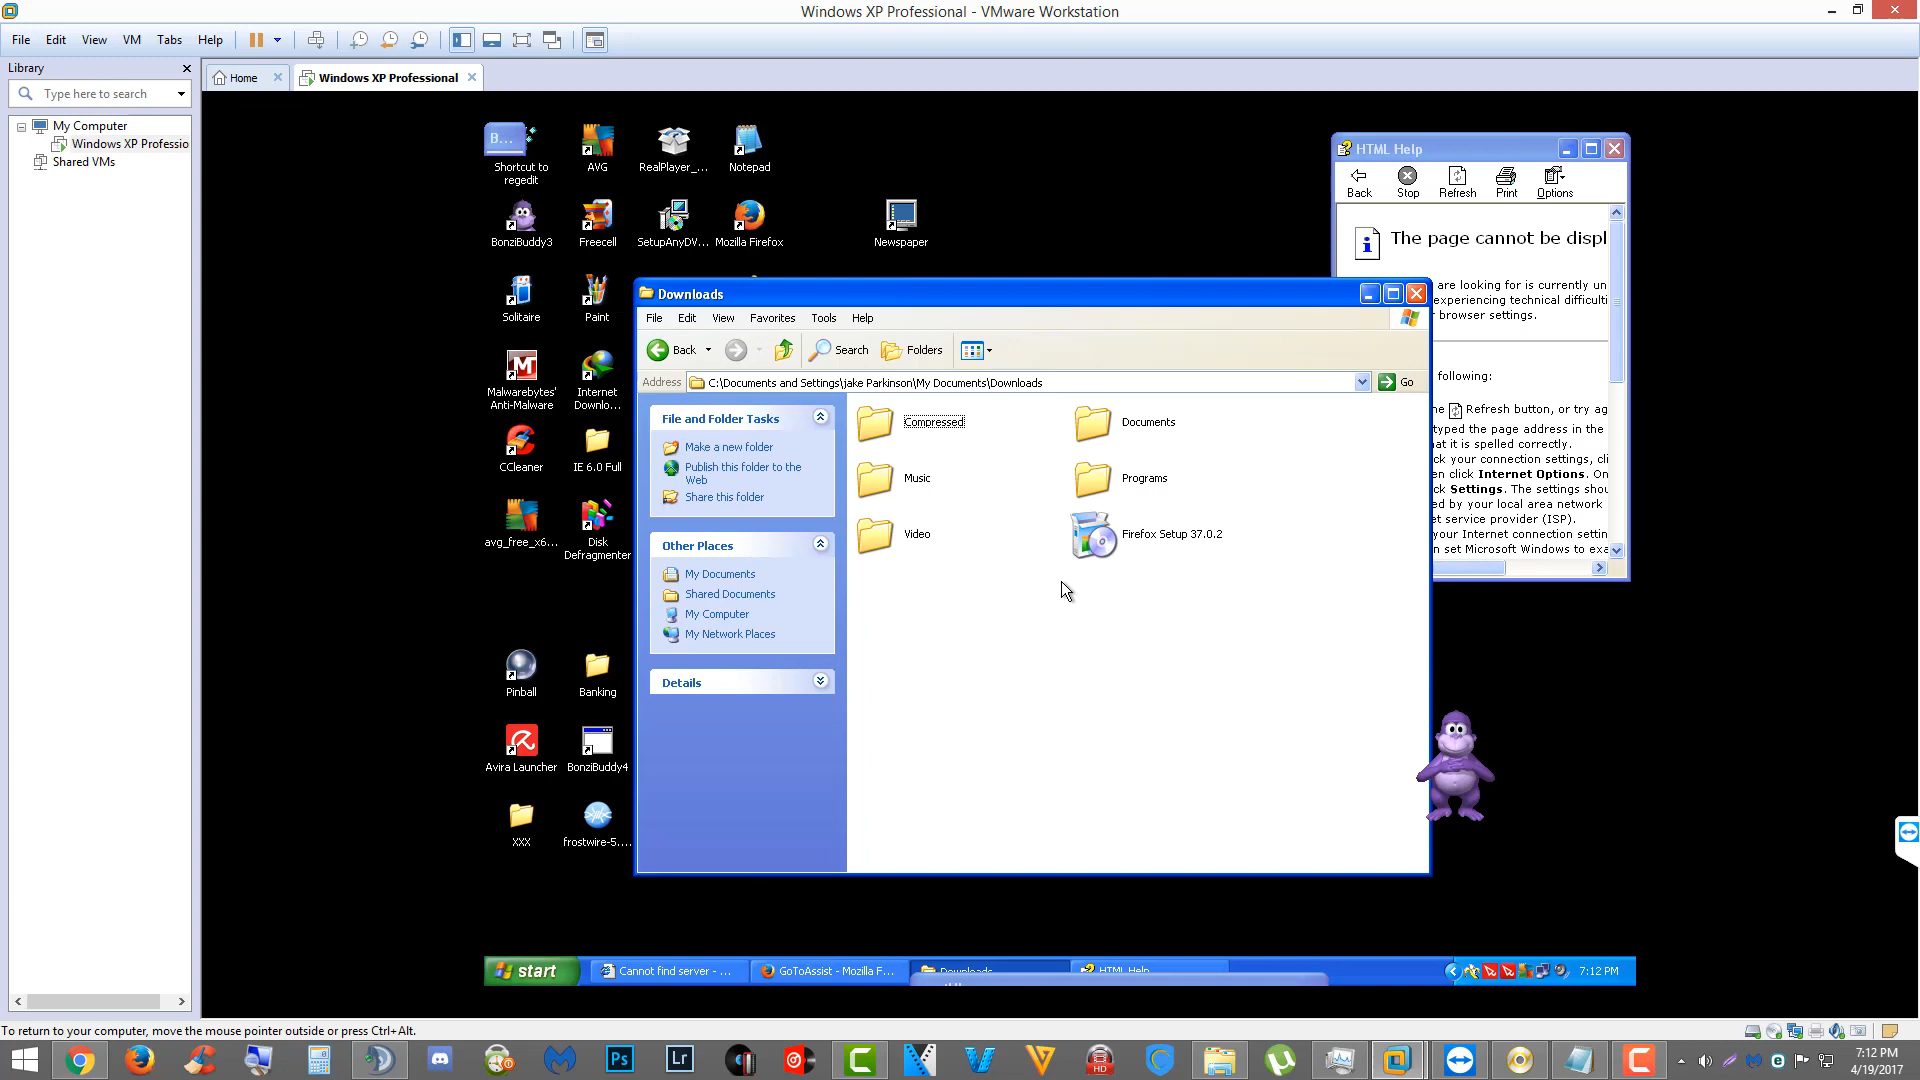 Windows XP Professional - VMware Workstation
File Edit View VM Tabs Help
Library
Type here to search
My Computer
Windows XP Professio
Shared VMs
Home
Windows XP Professional
B...
Shortcut to
regedit
AVG
RealPlayer_...
Notepad
BonziBuddy3
Freecell
SetupAnyDV...
Mozilla Firefox
Newspaper
Solitaire
Paint
Malwarebytes'
Anti-Malware
Internet
Downlo...
CCleaner
IE 6.0 Full
avg_free_x6...
Disk
Defragmenter
Pinball
Banking
Avira Launcher
BonziBuddy4
XXX
frostwire-5....
HTML Help
Back Stop Refresh Print Options
The page cannot be displ
are looking for is currently un
experiencing technical difficulti
browser settings.
following:
Refresh button, or try ag
typed the page address in the
hat it is spelled correctly.
ck your connection settings, cli
en click Internet Options. On
ck Settings. The settings shou
ed by your local area network
et service provider (ISP).
your Internet connection settin
n set Microsoft Windows to exa
Downloads
File Edit View Favorites Tools Help
Back Search Folders
Address C:\Documents and Settings\jake Parkinson\My Documents\Downloads Go
File and Folder Tasks
Make a new folder
Publish this folder to the
Web
Share this folder
Other Places
My Documents
Shared Documents
My Computer
My Network Places
Details
Compressed
Documents
Music
Programs
Video
Firefox Setup 37.0.2
start
Cannot find server - ...
GoToAssist - Mozilla F...
Downloads
HTML Help
7:12 PM
To return to your computer, move the mouse pointer outside or press Ctrl+Alt.
Ps
Lr
HD
7:12 PM
4/19/2017